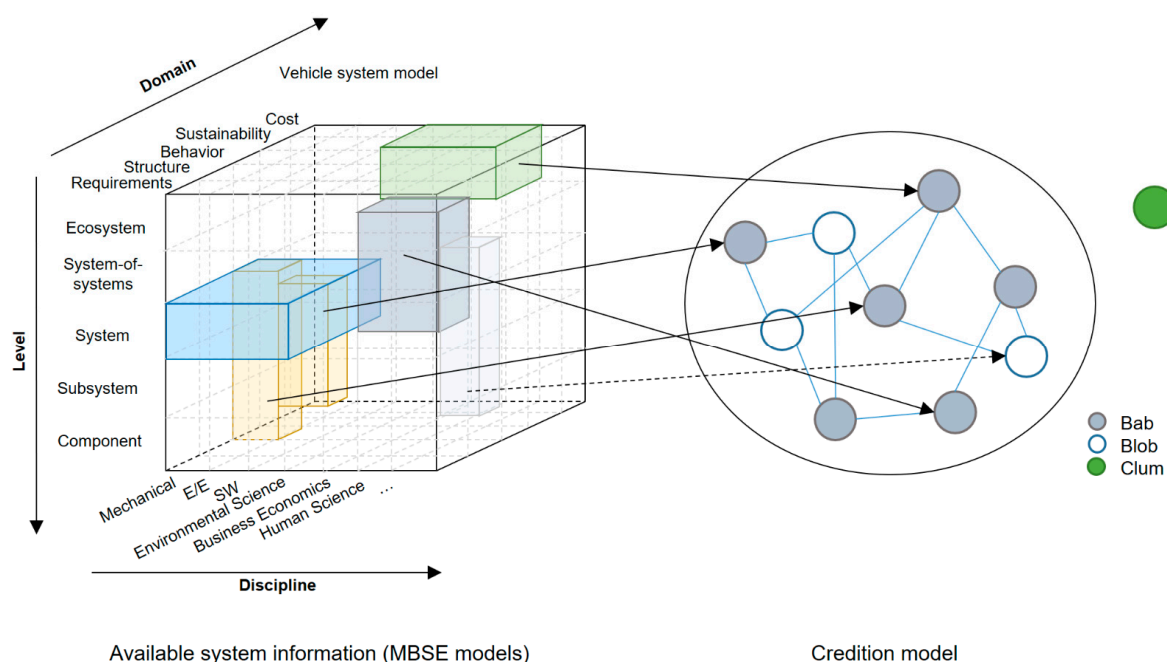 Domain
Vehicle system model
Cost
Sustainability
Behavior
Structure
Requirements
Ecosystem
System-of-
systems
System
Subsystem
Component
Level
Mechanical
E/E
SW
Environmental Science
Business Economics
Human Science
...
Discipline
Bab
Blob
Clum
Available system information (MBSE models)
Credition model